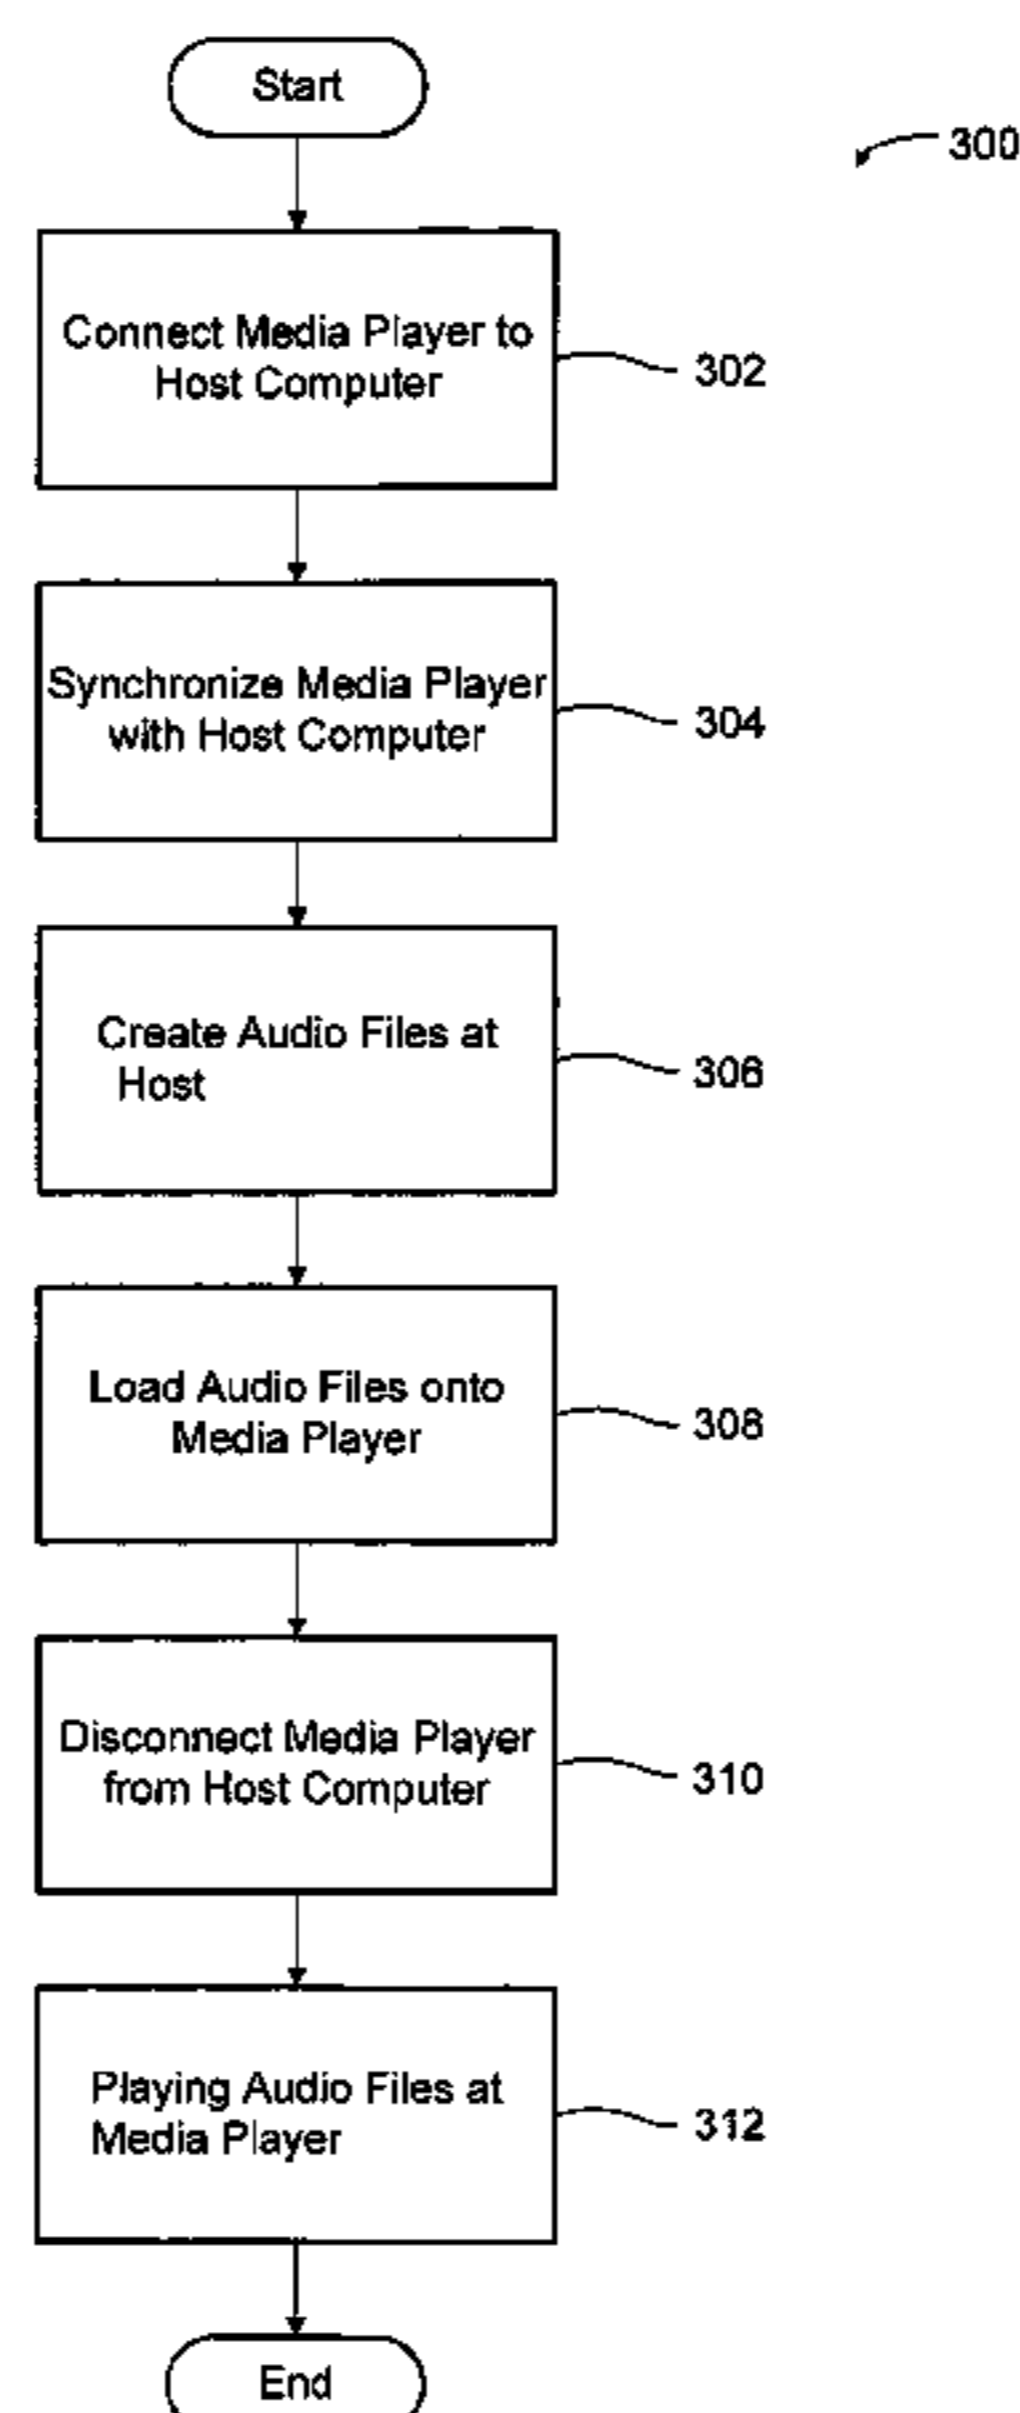 Start
300
Connect Media Player to
Host Computer
302
Synchronize Media Player
with Host Computer
304
Create Audio Files at
Host
306
Load Audio Files onto
Media Player
308
Disconnect Media Player
from Host Computer
310
Playing Audio Files at
Media Player
312
End